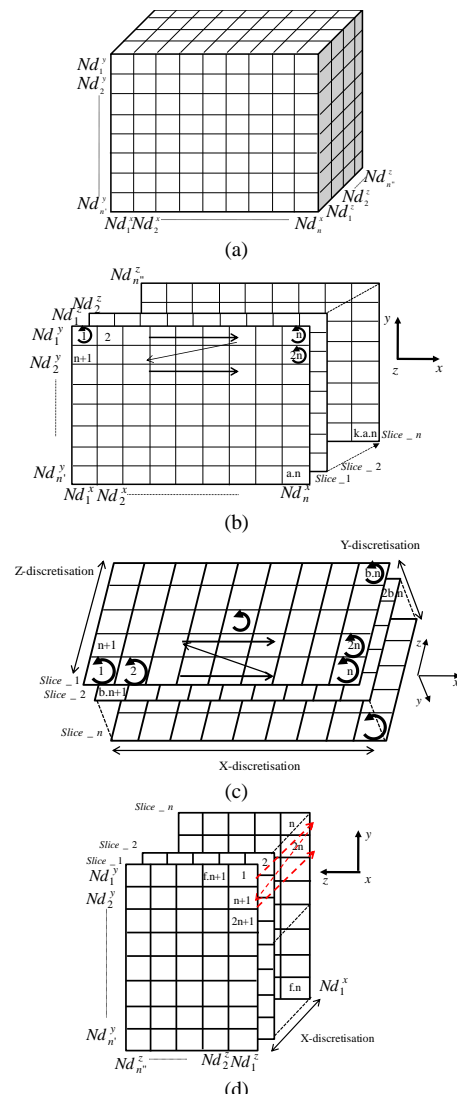 Nd_1^y
Nd_2^y
Nd_{n'}^y
Nd_1^x Nd_2^x
Nd_n^x
Nd_1^z
Nd_2^z
Nd_{n"}^z
(a)
Nd_{n"}^z
Nd_2^z
Nd_1^z
Nd_1^y
1 2 n
Nd_2^y
n+1 2n
Nd_{n'}^y
a.n
k.a.n
Slice _ n
Slice _ 2
Slice _1
Nd_1^x Nd_2^x
Nd_n^x
y
z x
(b)
Y-discretisation
Z-discretisation
b.n
2b.n
n+1 2n
1 2 n
Slice _ 1
Slice _ 2
b.n+1
Slice _ n
z
x
y
X-discretisation
(c)
Slice _ n
n
2n
Slice _ 2
2
Slice _1
Nd_1^y
f.n+1 1
Nd_2^y
n+1
2n+1
f.n
Nd_1^x
Nd_{n'}^y
X-discretisation
Nd_{n"}^z
Nd_2^z Nd_1^z
y
z x
(d)